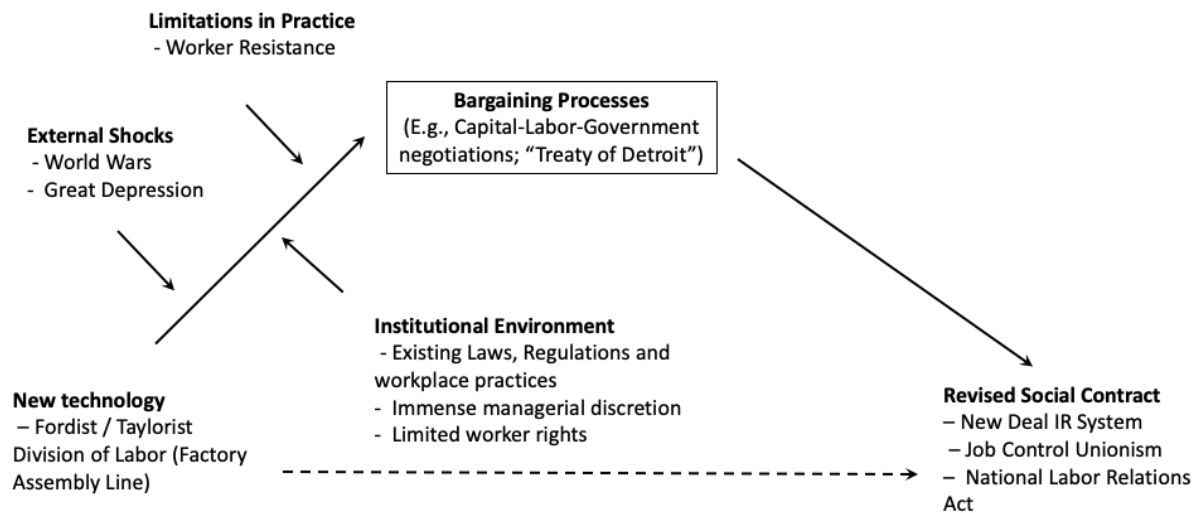 Limitations in Practice
- Worker Resistance
Bargaining Processes
(E.g., Capital-Labor-Government
negotiations; “Treaty of Detroit”)
External Shocks
- World Wars
- Great Depression
Institutional Environment
- Existing Laws, Regulations and
workplace practices
- Immense managerial discretion
- Limited worker rights
New technology
– Fordist / Taylorist
Division of Labor (Factory
Assembly Line)
Revised Social Contract
– New Deal IR System
– Job Control Unionism
– National Labor Relations
Act